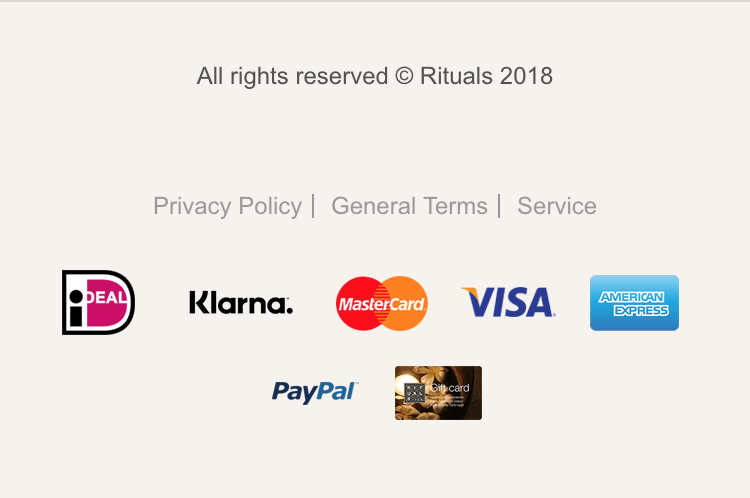 All rights reserved © Rituals 2018
Privacy Policy | General Terms | Service
iDEAL Klarna. MasterCard VISA AMERICAN EXPRESS
PayPal RITUALS Gift card